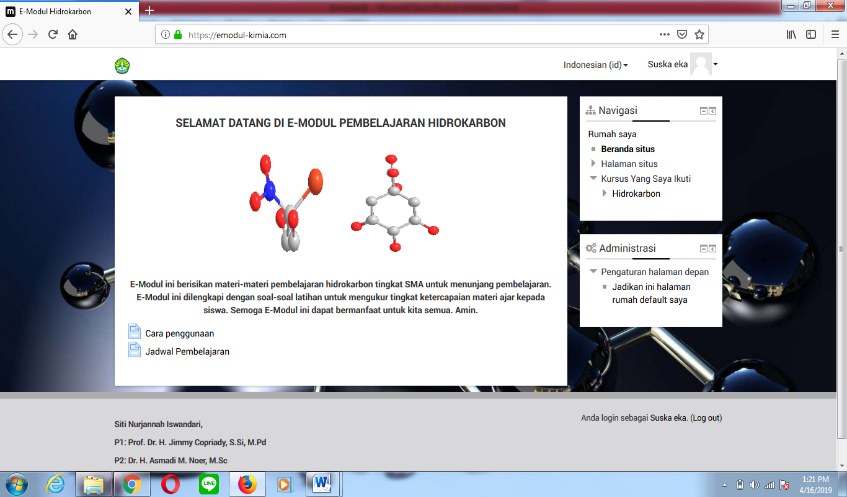 E-Modul Hidrokarbon
https://emodul-kimia.com
Indonesian (id)
Suska eka
SELAMAT DATANG DI E-MODUL PEMBELAJARAN HIDROKARBON
E-Modul ini berisikan materi-materi pembelajaran hidrokarbon tingkat SMA untuk menunjang pembelajaran.
E-Modul ini dilengkapi dengan soal-soal latihan untuk mengukur tingkat ketercapaian materi ajar kepada
siswa. Semoga E-Modul ini dapat bermanfaat untuk kita semua. Amin.
Cara penggunaan
Jadwal Pembelajaran
Navigasi
Rumah saya
Beranda situs
Halaman situs
Kursus Yang Saya Ikuti
Hidrokarbon
Administrasi
Pengaturan halaman depan
Jadikan ini halaman
rumah default saya
Siti Nurjannah Iswandari,
P1: Prof. Dr. H. Jimmy Copriady, S.Si, M.Pd
P2: Dr. H. Asmadi M. Noer, M.Sc
Anda login sebagai Suska eka. (Log out)
1:21 PM
4/16/2019